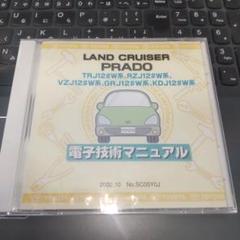 LAND CRUISER
PRADO
TRJ12#W系、RZJ12#W系、
VZJ12#W系、GRJ12#W系、KDJ12#W系
電子技術マニュアル
2002.10 No.SC05Y0J